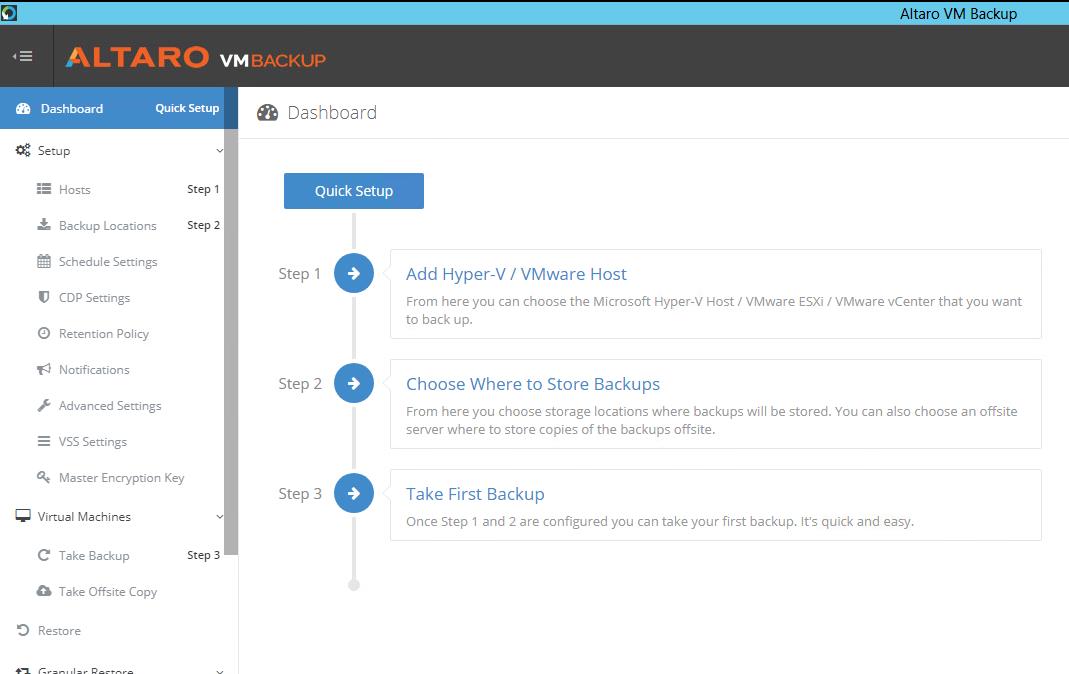 Altaro VM Backup
ALTARO VMBACKUP
Dashboard Quick Setup
Setup
Hosts Step 1
Backup Locations Step 2
Schedule Settings
CDP Settings
Retention Policy
Notifications
Advanced Settings
VSS Settings
Master Encryption Key
Virtual Machines
Take Backup Step 3
Take Offsite Copy
Restore
Granular Restore
Dashboard
Quick Setup
Step 1
Add Hyper-V / VMware Host
From here you can choose the Microsoft Hyper-V Host / VMware ESXi / VMware vCenter that you want
to back up.
Step 2
Choose Where to Store Backups
From here you choose storage locations where backups will be stored. You can also choose an offsite
server where to store copies of the backups offsite.
Step 3
Take First Backup
Once Step 1 and 2 are configured you can take your first backup. It's quick and easy.